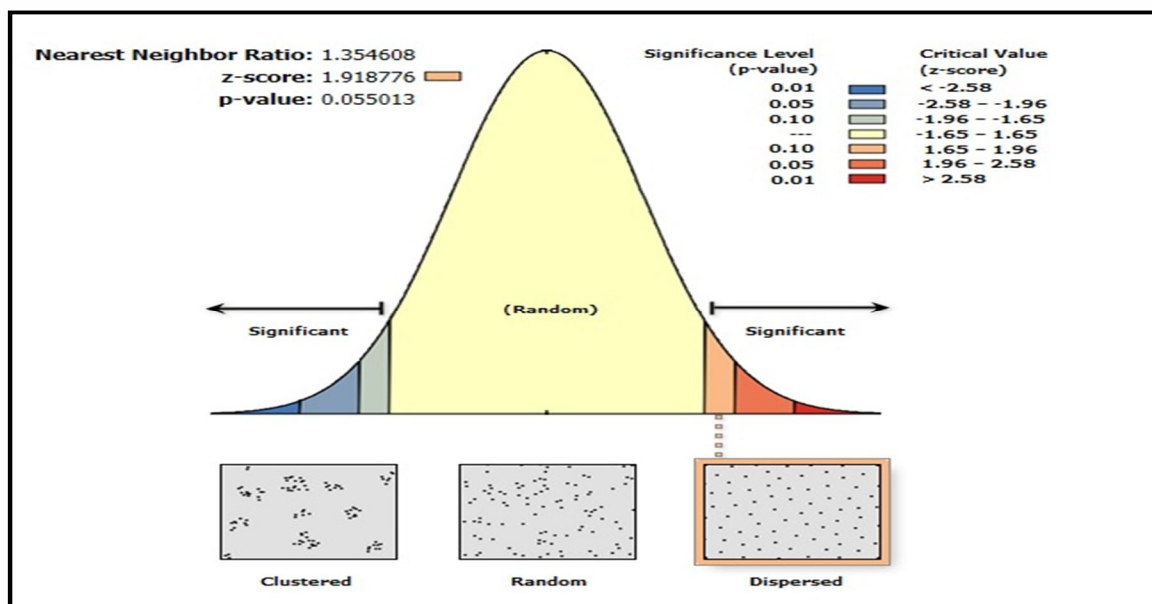 Nearest Neighbor Ratio: 1.354608
z-score: 1.918776
p-value: 0.055013
Significance Level
(p-value)
Critical Value
(z-score)
0.01 < -2.58
0.05 -2.58 – -1.96
0.10 -1.96 – -1.65
--- -1.65 – 1.65
0.10 1.65 – 1.96
0.05 1.96 – 2.58
0.01 > 2.58
(Random)
Significant
Significant
Clustered
Random
Dispersed